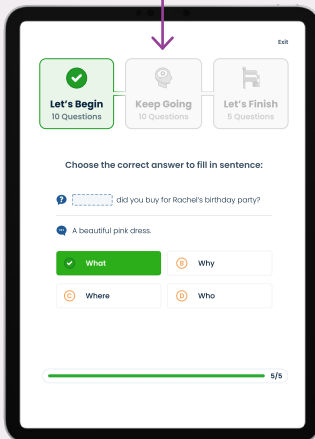 Exit
Let's Begin
10 Questions
Keep Going
10 Questions
Let's Finish
5 Questions
Choose the correct answer to fill in sentence:
? did you buy for Rachel's birthday party?
A beautiful pink dress.
What
B Why
C Where
D Who
5/5